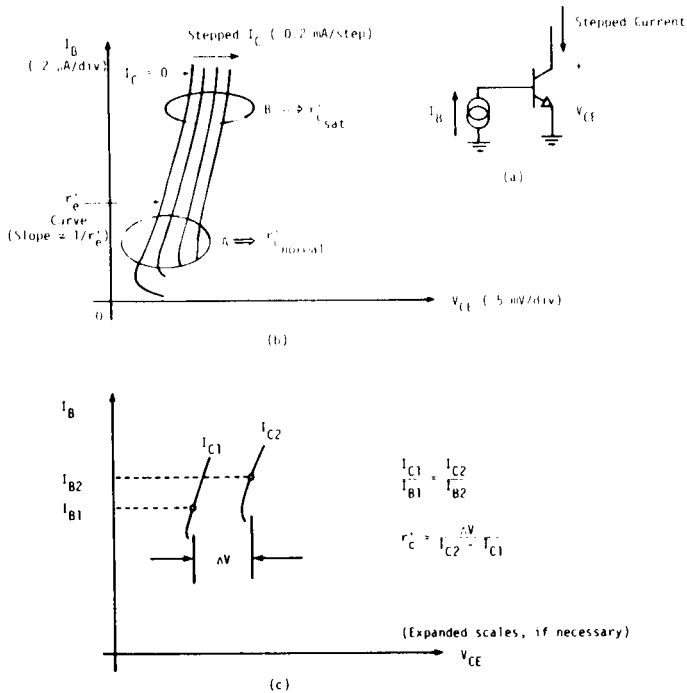 Stepped I_C ( 0.2 mA/step)
I_B
( 2 μA/div)
I_C = 0
B ⟹ r'_c sat
r'_e
Curve
(Slope = 1/r'_e)
A ⟹ r'_c normal
0
V_CE ( 5 mV/div)
(b)
Stepped Current
I_B
+
V_CE
(a)
I_B
I_C1
I_C2
I_B2
I_B1
ΔV
I_C1 / I_B1 = I_C2 / I_B2
r'_c = ΔV / I_C2 - I_C1
(Expanded scales, if necessary)
V_CE
(c)